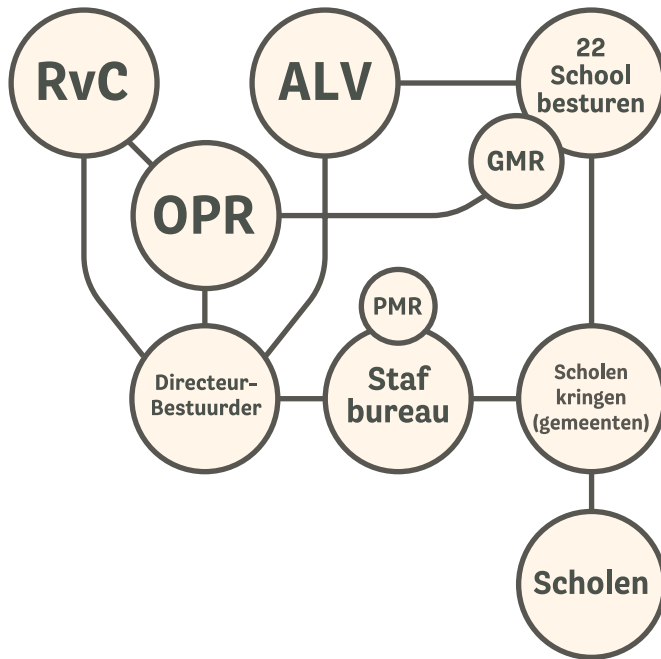 RvC
ALV
22
School
besturen
GMR
OPR
PMR
Directeur-
Bestuurder
Staf
bureau
Scholen
kringen
(gemeenten)
Scholen